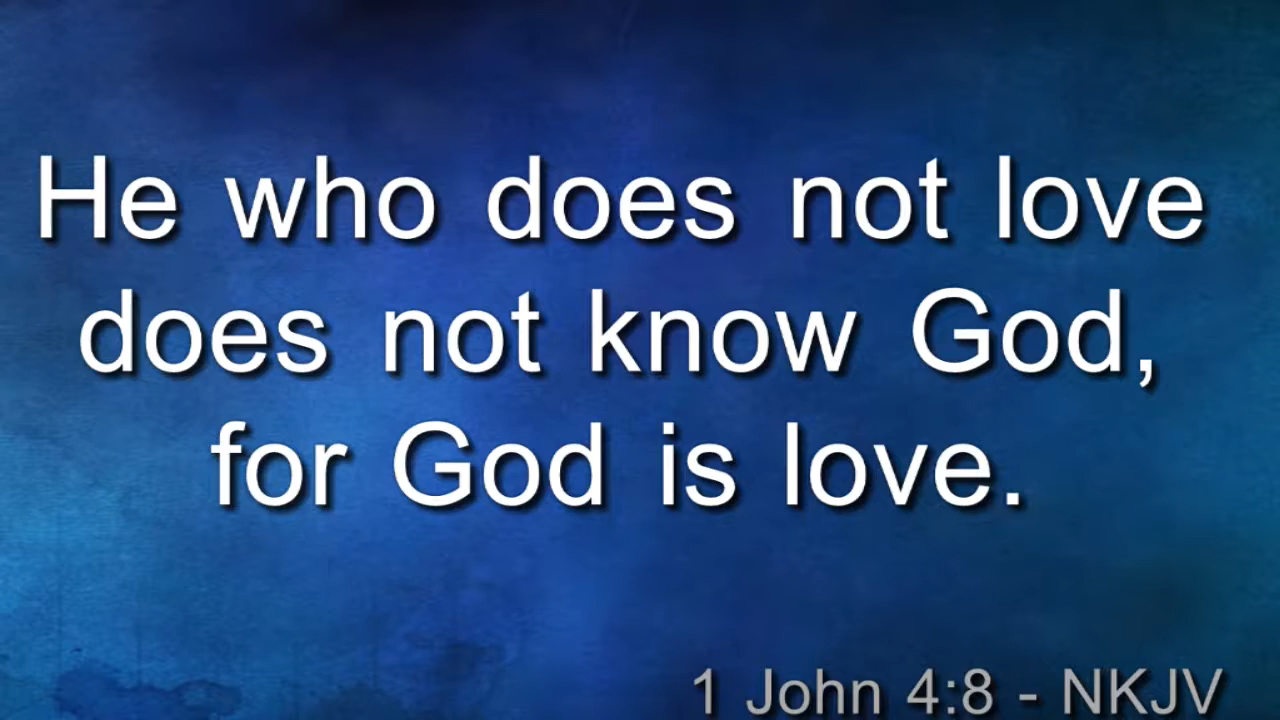 He who does not love
does not know God,
for God is love.
1 John 4:8 - NKJV